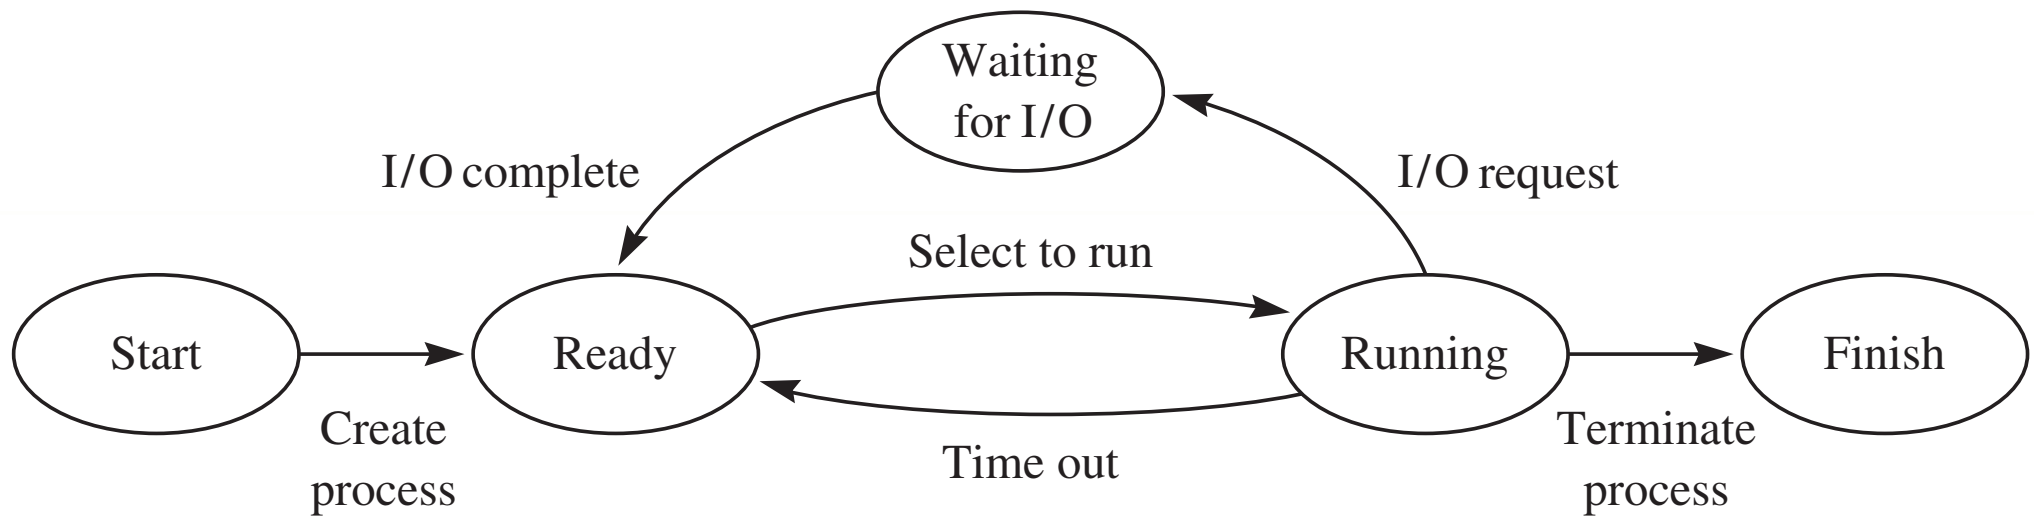 Waiting
for I/O
I/O complete
I/O request
Select to run
Start
Ready
Running
Finish
Create
process
Time out
Terminate
process